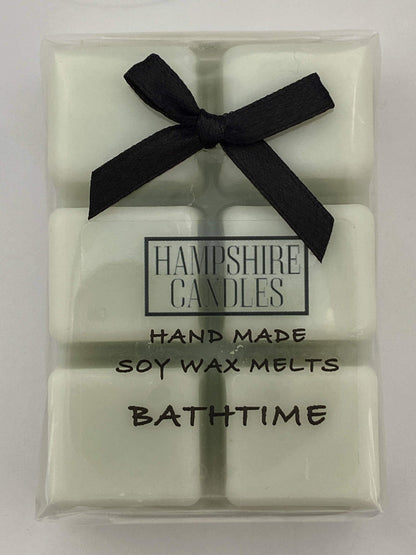 HAMPSHIRE
CANDLES
HAND MADE
SOY WAX MELTS
BATHTIME